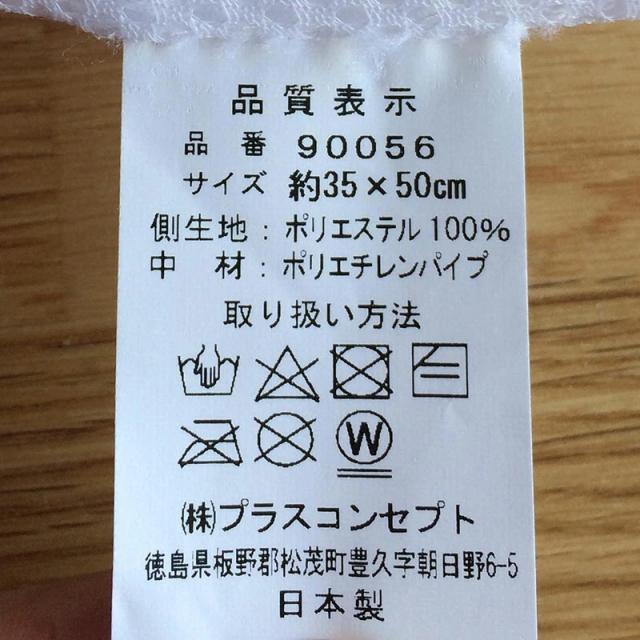 品質表示
品番 90056
サイズ 約35×50cm
側生地：ポリエステル100%
中材：ポリエチレンパイプ
取り扱い方法
W
㈱プラスコンセプト
徳島県板野郡松茂町豊久字朝日野6-5
日本製